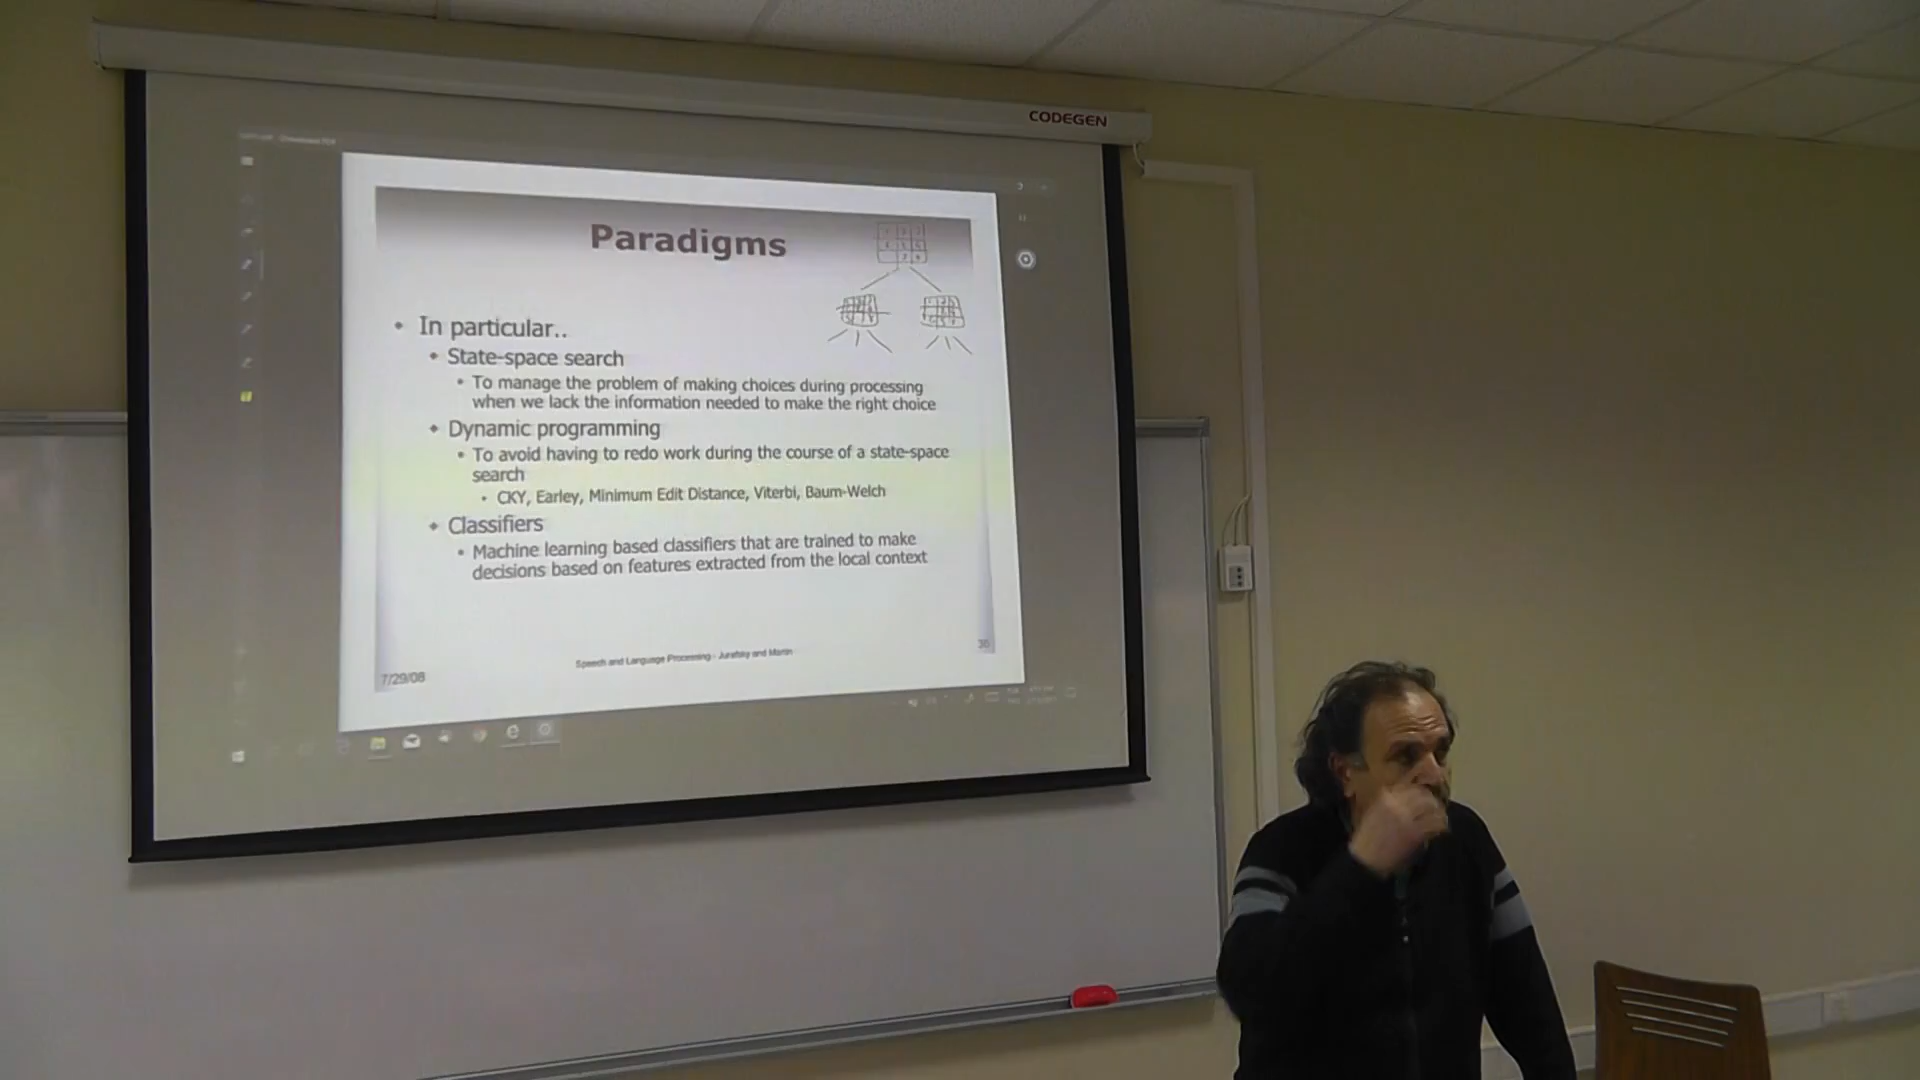 CODEGEN
Paradigms
• In particular..
• State-space search
• To manage the problem of making choices during processing
when we lack the information needed to make the right choice
• Dynamic programming
• To avoid having to redo work during the course of a state-space
search
• CKY, Earley, Minimum Edit Distance, Viterbi, Baum-Welch
• Classifiers
• Machine learning based classifiers that are trained to make
decisions based on features extracted from the local context
Speech and Language Processing - Jurafsky and Martin
30
7/29/08